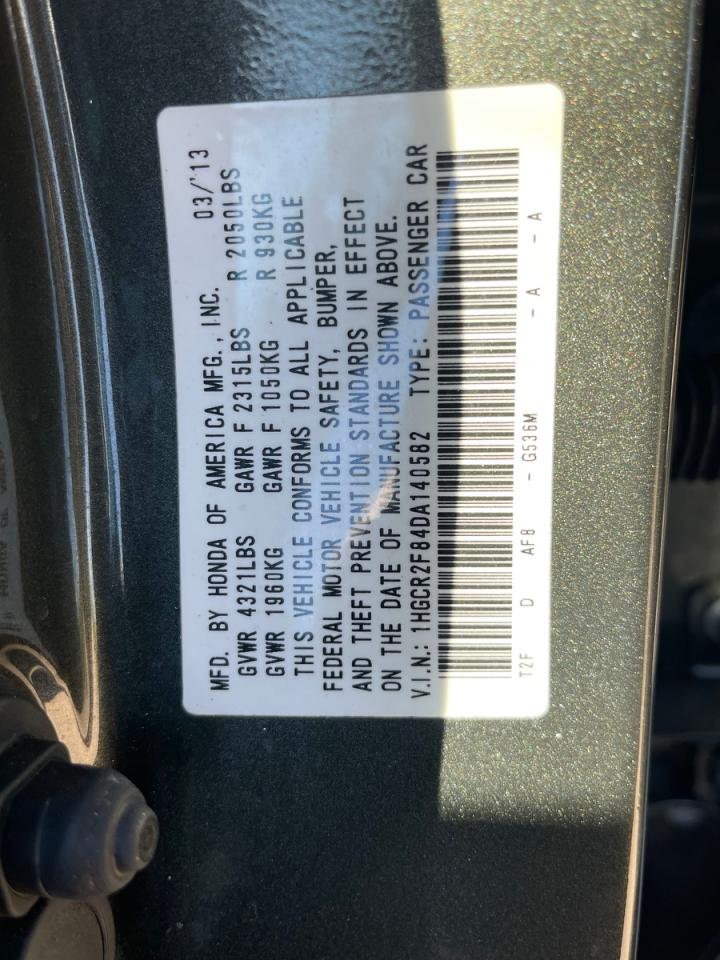 MFD. BY HONDA OF AMERICA MFG., INC. 03/'13
GVWR 4321LBS GAWR F 2315LBS R 2050LBS
GVWR 1960KG GAWR F 1050KG R 930KG
THIS VEHICLE CONFORMS TO ALL APPLICABLE
FEDERAL MOTOR VEHICLE SAFETY, BUMPER,
AND THEFT PREVENTION STANDARDS IN EFFECT
ON THE DATE OF MANUFACTURE SHOWN ABOVE.
V.I.N.: 1HGCR2F84DA140582 TYPE: PASSENGER CAR
T2F D AF8 - G536M - A - A